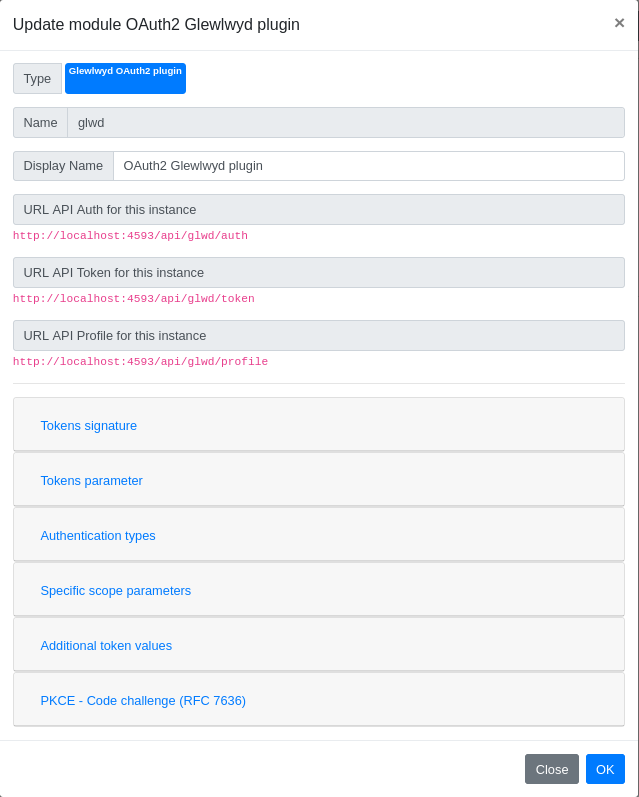 Update module OAuth2 Glewlwyd plugin ×
Type Glewlwyd OAuth2 plugin
Name glwd
Display Name OAuth2 Glewlwyd plugin
URL API Auth for this instance
http://localhost:4593/api/glwd/auth
URL API Token for this instance
http://localhost:4593/api/glwd/token
URL API Profile for this instance
http://localhost:4593/api/glwd/profile
Tokens signature
Tokens parameter
Authentication types
Specific scope parameters
Additional token values
PKCE - Code challenge (RFC 7636)
Close OK